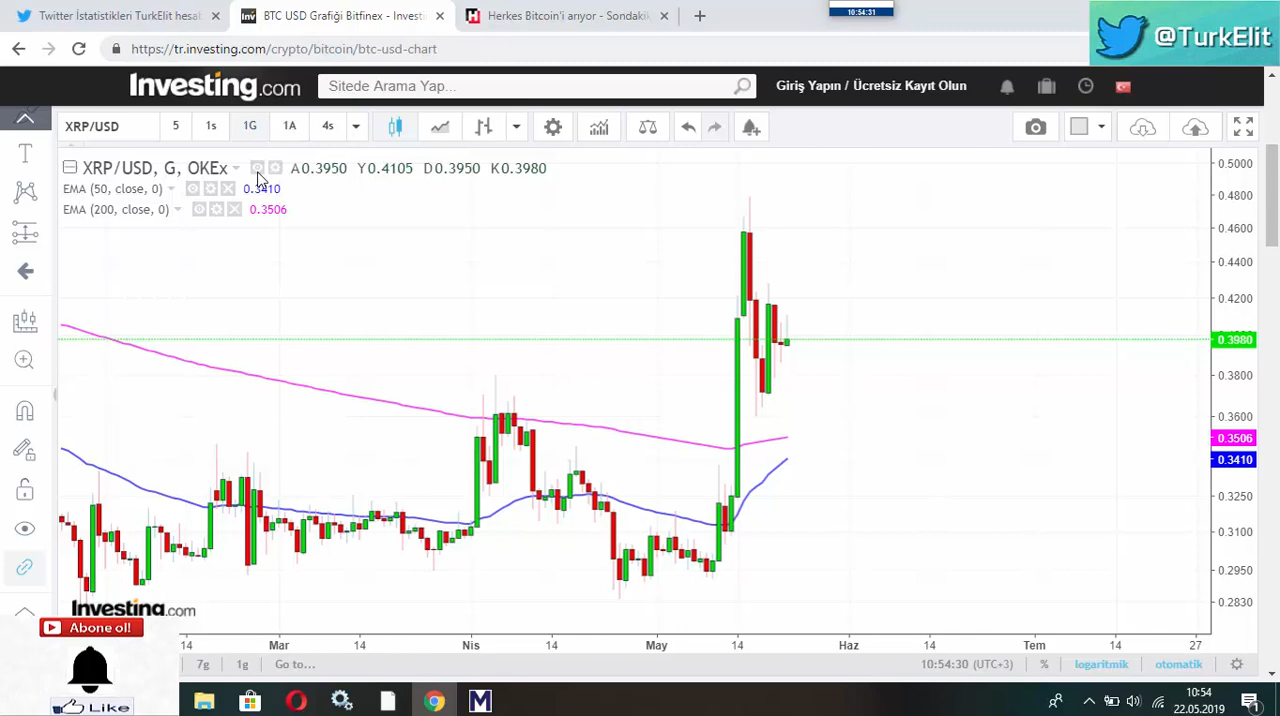 Twitter İstatistikleri TurkElit hesa
BTC USD Grafiği Bitfinex - Invest
Herkes Bitcoin'i arıyor - Sondakik
10:54:31
@TurkElit
https://tr.investing.com/crypto/bitcoin/btc-usd-chart
Investing.com
Sitede Arama Yap...
Giriş Yapın / Ücretsiz Kayıt Olun
XRP/USD
5
1s
1G
1A
4s
XRP/USD, G, OKEx
A0.3950 Y0.4105 D0.3950 K0.3980
EMA (50, close, 0)
0.3410
EMA (200, close, 0)
0.3506
0.5000
0.4800
0.4600
0.4400
0.4200
0.3980
0.3800
0.3600
0.3506
0.3410
0.3250
0.3100
0.2950
0.2830
Investing.com
Abone ol!
14 Mar 14 Nis 14 May 14 Haz 14 Tem 14 27
7g
1g
Go to...
10:54:30 (UTC+3)
%
logaritmik
otomatik
Like
M
10:54
22.05.2019
1